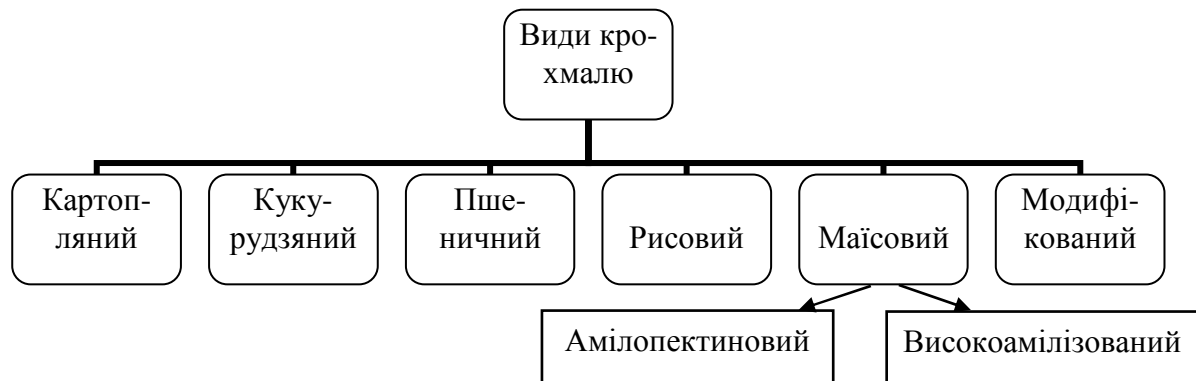 Види кро-
хмалю
Картоп-
ляний
Куку-
рудзяний
Пше-
ничний
Рисовий
Маїсовий
Модифі-
кований
Амілопектиновий
Високоамілізований